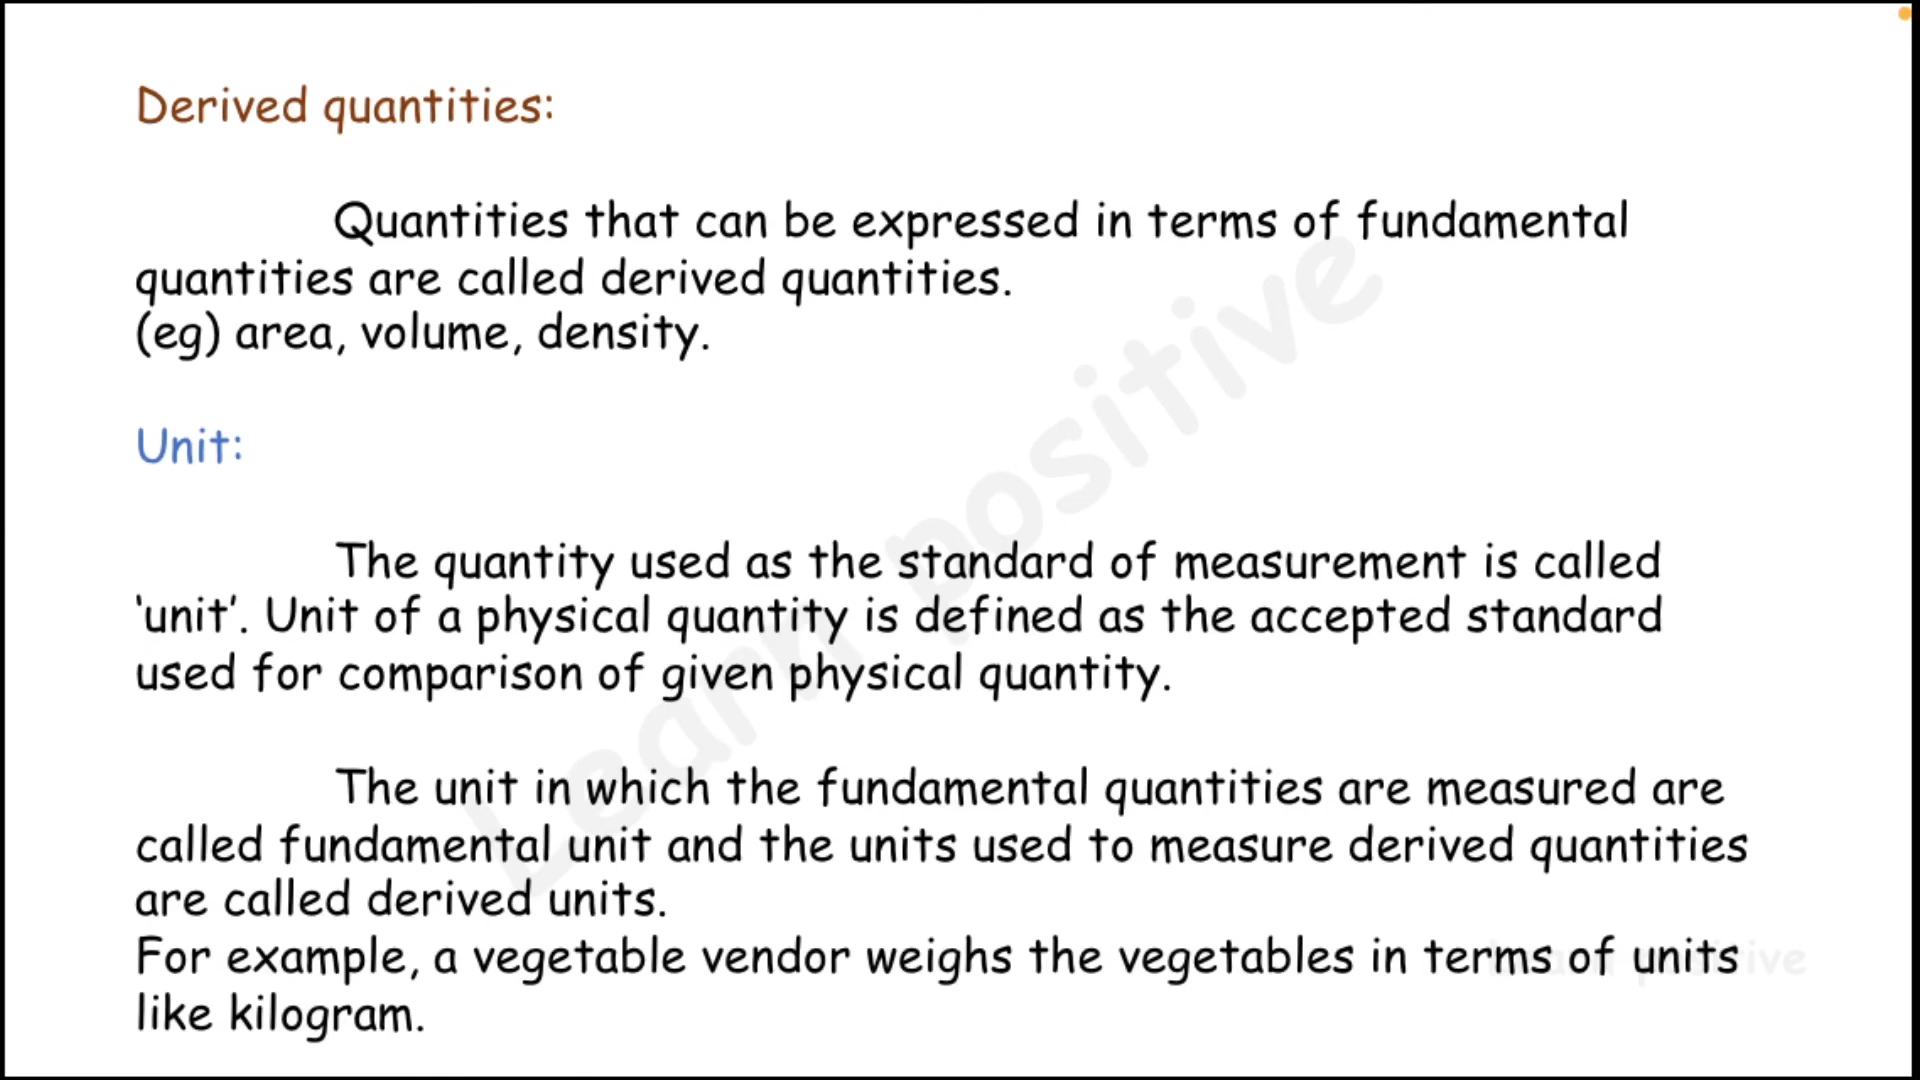 Derived quantities:
Quantities that can be expressed in terms of fundamental
quantities are called derived quantities.
(eg) area, volume, density.
Unit:
The quantity used as the standard of measurement is called
‘unit’. Unit of a physical quantity is defined as the accepted standard
used for comparison of given physical quantity.
The unit in which the fundamental quantities are measured are
called fundamental unit and the units used to measure derived quantities
are called derived units.
For example, a vegetable vendor weighs the vegetables in terms of units
like kilogram.
Learn positive
Learn positive